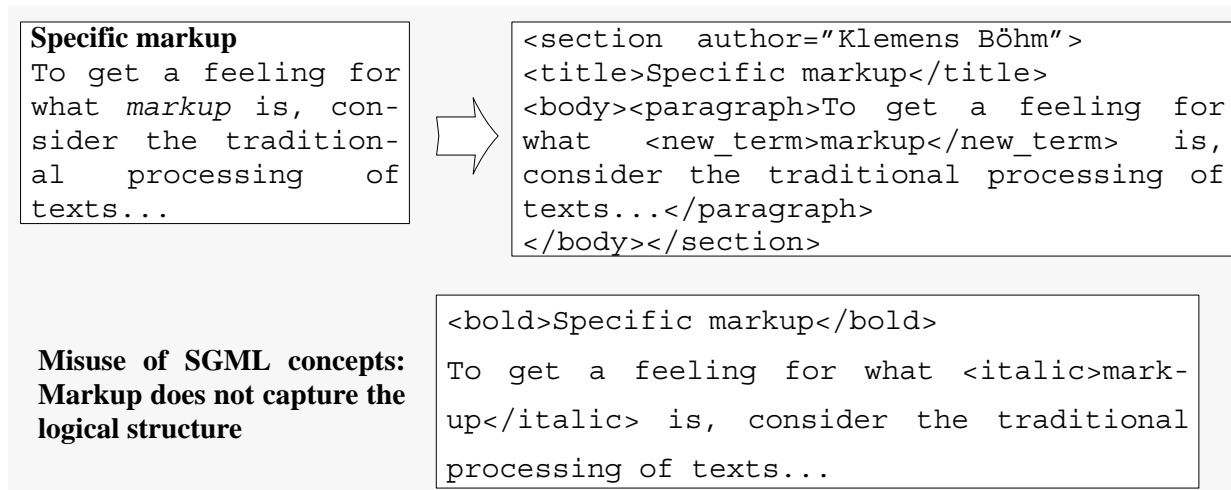 Specific markup
To get a feeling for
what markup is, con-
sider the tradition-
al processing of
texts...
<section author=″Klemens Böhm″>
<title>Specific markup</title>
<body><paragraph>To get a feeling for
what <new_term>markup</new_term> is,
consider the traditional processing of
texts...</paragraph>
</body></section>
Misuse of SGML concepts:
Markup does not capture the
logical structure
<bold>Specific markup</bold>
To get a feeling for what <italic>mark-
up</italic> is, consider the traditional
processing of texts...